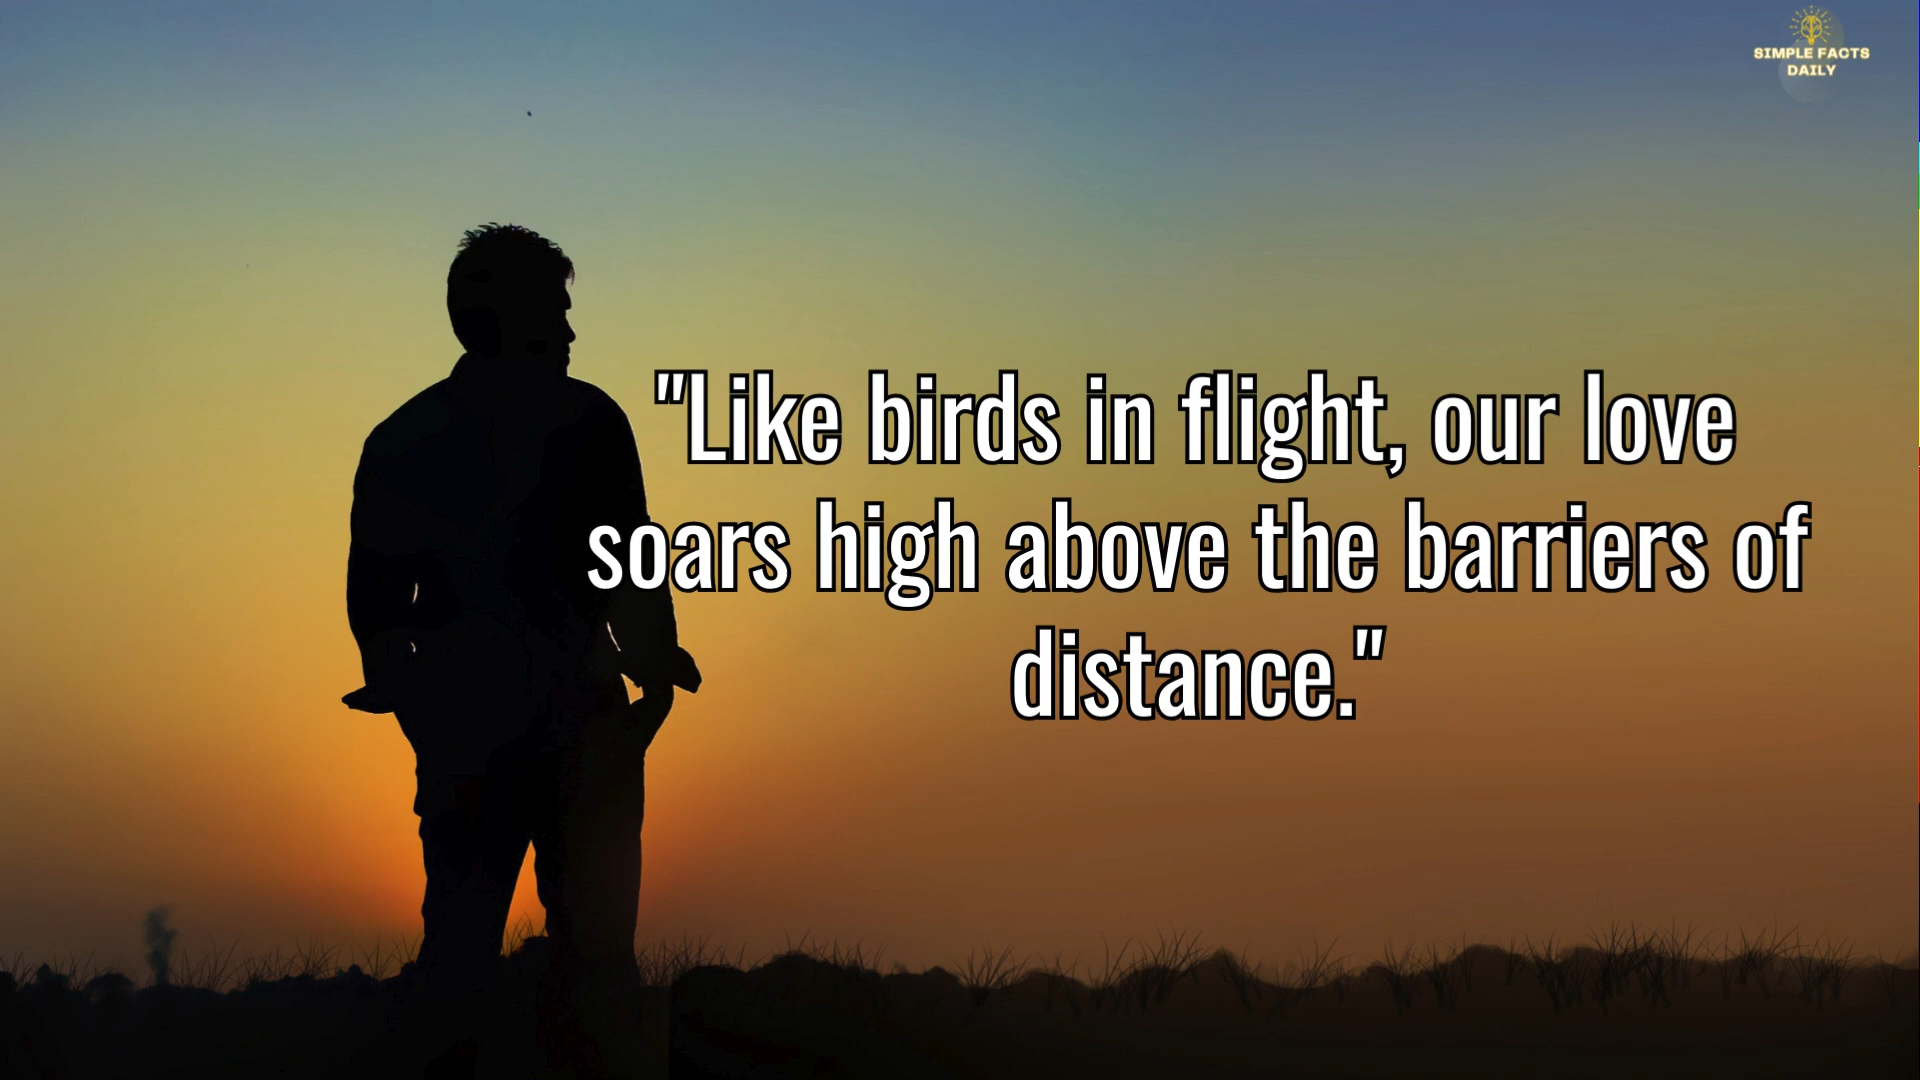 SIMPLE FACTS
DAILY
"Like birds in flight, our love
soars high above the barriers of
distance."